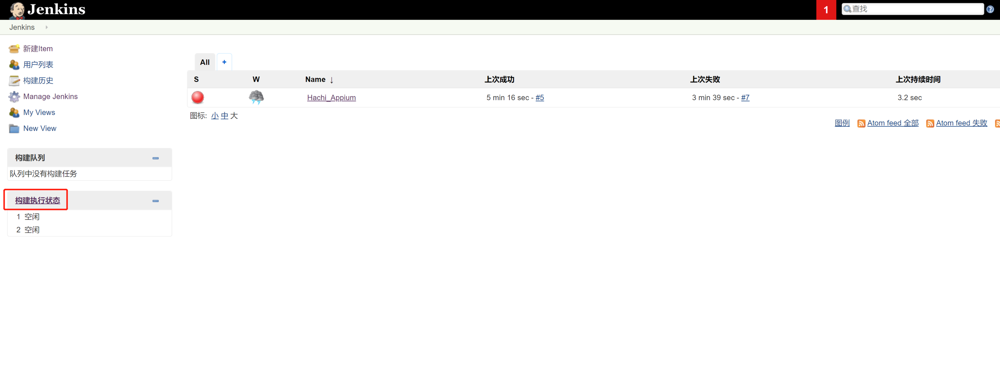 Jenkins
1
查找
Jenkins
新建Item
用户列表
构建历史
Manage Jenkins
My Views
New View
构建队列
队列中没有构建任务
构建执行状态
1 空闲
2 空闲
All +
S W Name ↓ 上次成功 上次失败 上次持续时间
Hachi_Appium 5 min 16 sec - #5 3 min 39 sec - #7 3.2 sec
图标: 小 中 大
图例 Atom feed 全部 Atom feed 失败